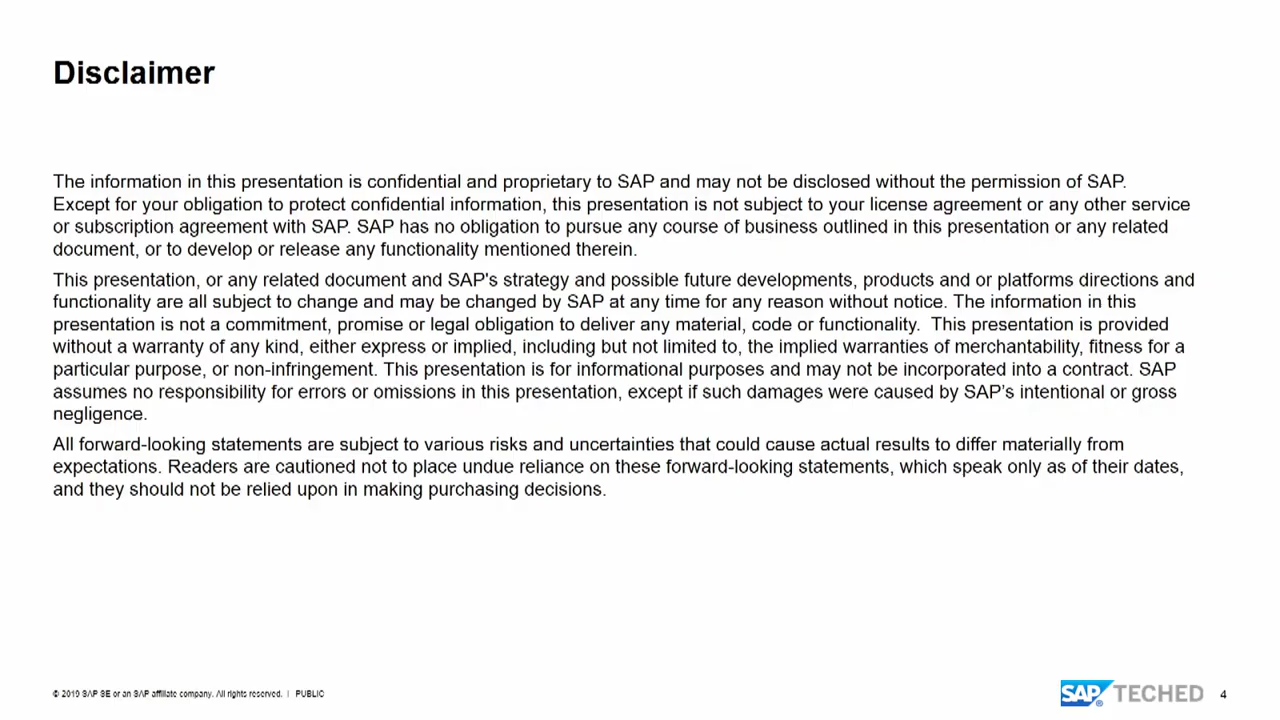 Disclaimer
The information in this presentation is confidential and proprietary to SAP and may not be disclosed without the permission of SAP.
Except for your obligation to protect confidential information, this presentation is not subject to your license agreement or any other service
or subscription agreement with SAP. SAP has no obligation to pursue any course of business outlined in this presentation or any related
document, or to develop or release any functionality mentioned therein.
This presentation, or any related document and SAP's strategy and possible future developments, products and or platforms directions and
functionality are all subject to change and may be changed by SAP at any time for any reason without notice. The information in this
presentation is not a commitment, promise or legal obligation to deliver any material, code or functionality.  This presentation is provided
without a warranty of any kind, either express or implied, including but not limited to, the implied warranties of merchantability, fitness for a
particular purpose, or non-infringement. This presentation is for informational purposes and may not be incorporated into a contract. SAP
assumes no responsibility for errors or omissions in this presentation, except if such damages were caused by SAP’s intentional or gross
negligence.
All forward-looking statements are subject to various risks and uncertainties that could cause actual results to differ materially from
expectations. Readers are cautioned not to place undue reliance on these forward-looking statements, which speak only as of their dates,
and they should not be relied upon in making purchasing decisions.
© 2019 SAP SE or an SAP affiliate company. All rights reserved. | PUBLIC
SAP® TECHED 4